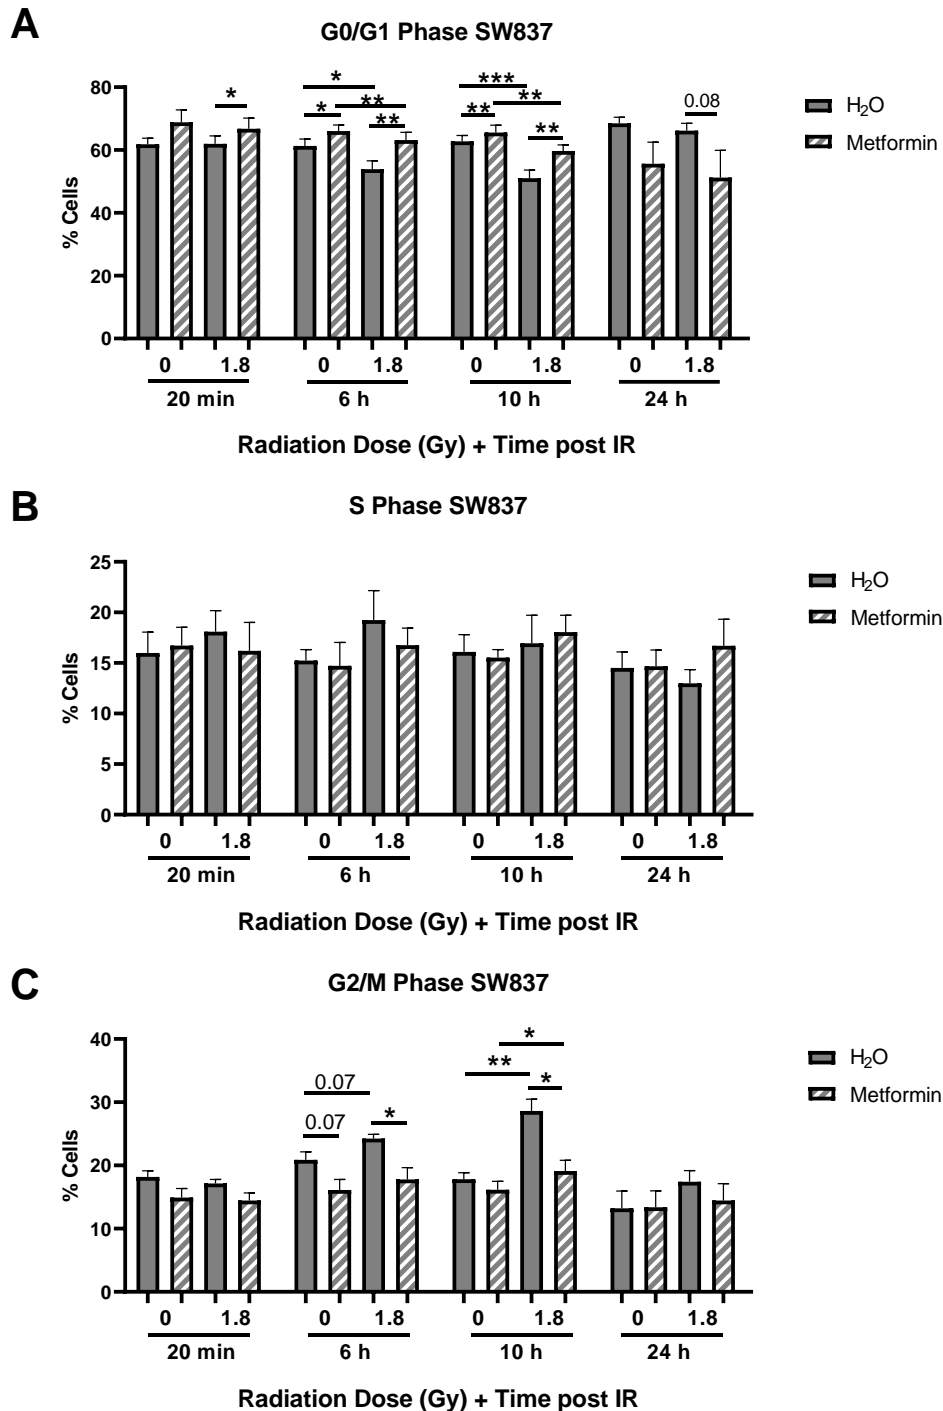 A
G0/G1 Phase SW837
% Cells
80
60
40
20
0
*
*
*
**
**
***
**
**
**
0.08
H₂O
Metformin
0 1.8 0 1.8 0 1.8 0 1.8
20 min 6 h 10 h 24 h
Radiation Dose (Gy) + Time post IR
B
S Phase SW837
% Cells
25
20
15
10
5
0
H₂O
Metformin
0 1.8 0 1.8 0 1.8 0 1.8
20 min 6 h 10 h 24 h
Radiation Dose (Gy) + Time post IR
C
G2/M Phase SW837
% Cells
40
30
20
10
0
0.07
0.07
*
**
*
*
H₂O
Metformin
0 1.8 0 1.8 0 1.8 0 1.8
20 min 6 h 10 h 24 h
Radiation Dose (Gy) + Time post IR